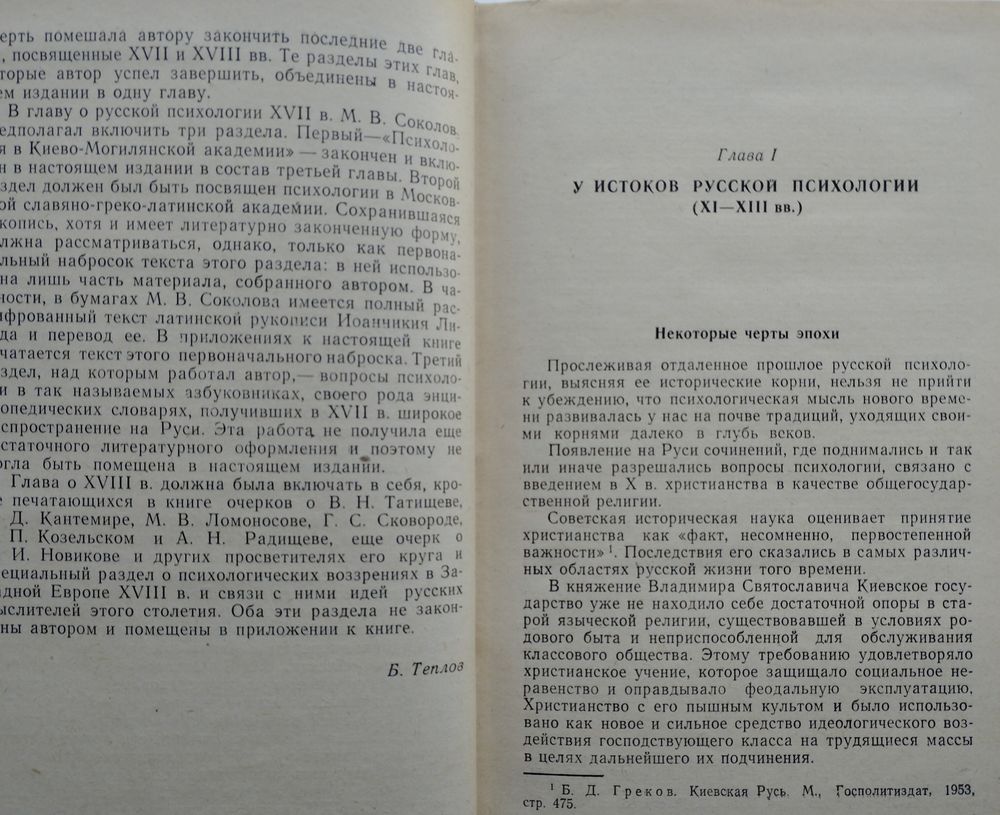 ерть помешала автору закончить последние две гла-
, посвященные XVII и XVIII вв. Те разделы этих глав,
оторые автор успел завершить, объединены в настоя-
ем издании в одну главу.
В главу о русской психологии XVII в. М. В. Соколов
едполагал включить три раздела. Первый—«Психоло-
я в Киево-Могилянской академии» — закончен и вклю-
н в настоящем издании в состав третьей главы. Второй
здел должен был быть посвящен психологии в Москов-
ой славяно-греко-латинской академии. Сохранившаяся
копись, хотя и имеет литературно законченную форму,
олжна рассматриваться, однако, только как первона-
льный набросок текста этого раздела: в ней использо-
на лишь часть материала, собранного автором. В ча-
ности, в бумагах М. В. Соколова имеется полный рас-
ифрованный текст латинской рукописи Иоанчикия Ли-
да и перевод ее. В приложениях к настоящей книге
чатается текст этого первоначального наброска. Третий
здел, над которым работал автор,— вопросы психоло-
и в так называемых азбуковниках, своего рода энци-
опедических словарях, получивших в XVII в. широкое
спространение на Руси. Эта работа не получила еще
статочного литературного оформления и поэтому не
огла быть помещена в настоящем издании.
Глава о XVIII в. должна была включать в себя, кро-
е печатающихся в книге очерков о В. Н. Татищеве,
Д. Кантемире, М. В. Ломоносове, Г. С. Сковороде,
П. Козельском и А. Н. Радищеве, еще очерк о
И. Новикове и других просветителях его круга и
ециальный раздел о психологических воззрениях в За-
адной Европе XVIII в. и связи с ними идей русских
ыслителей этого столетия. Оба эти раздела не закон-
ны автором и помещены в приложении к книге.
Б. Теплов
Глава I
У ИСТОКОВ РУССКОЙ ПСИХОЛОГИИ
(XI—XIII вв.)
Некоторые черты эпохи
Прослеживая отдаленное прошлое русской психоло-
гии, выясняя ее исторические корни, нельзя не прийти
к убеждению, что психологическая мысль нового време-
ни развивалась у нас на почве традиций, уходящих свои-
ми корнями далеко в глубь веков.
Появление на Руси сочинений, где поднимались и так
или иначе разрешались вопросы психологии, связано с
введением в X в. христианства в качестве общегосудар-
ственной религии.
Советская историческая наука оценивает принятие
христианства как «факт, несомненно, первостепенной
важности» ¹. Последствия его сказались в самых различ-
ных областях русской жизни того времени.
В княжение Владимира Святославича Киевское госу-
дарство уже не находило себе достаточной опоры в ста-
рой языческой религии, существовавшей в условиях ро-
дового быта и неприспособленной для обслуживания
классового общества. Этому требованию удовлетворяло
христианское учение, которое защищало социальное не-
равенство и оправдывало феодальную эксплуатацию.
Христианство с его пышным культом и было использо-
вано как новое и сильное средство идеологического воз-
действия господствующего класса на трудящиеся массы
в целях дальнейшего их подчинения.
¹ Б. Д. Греков. Киевская Русь. М., Госполитиздат, 1953,
стр. 475.